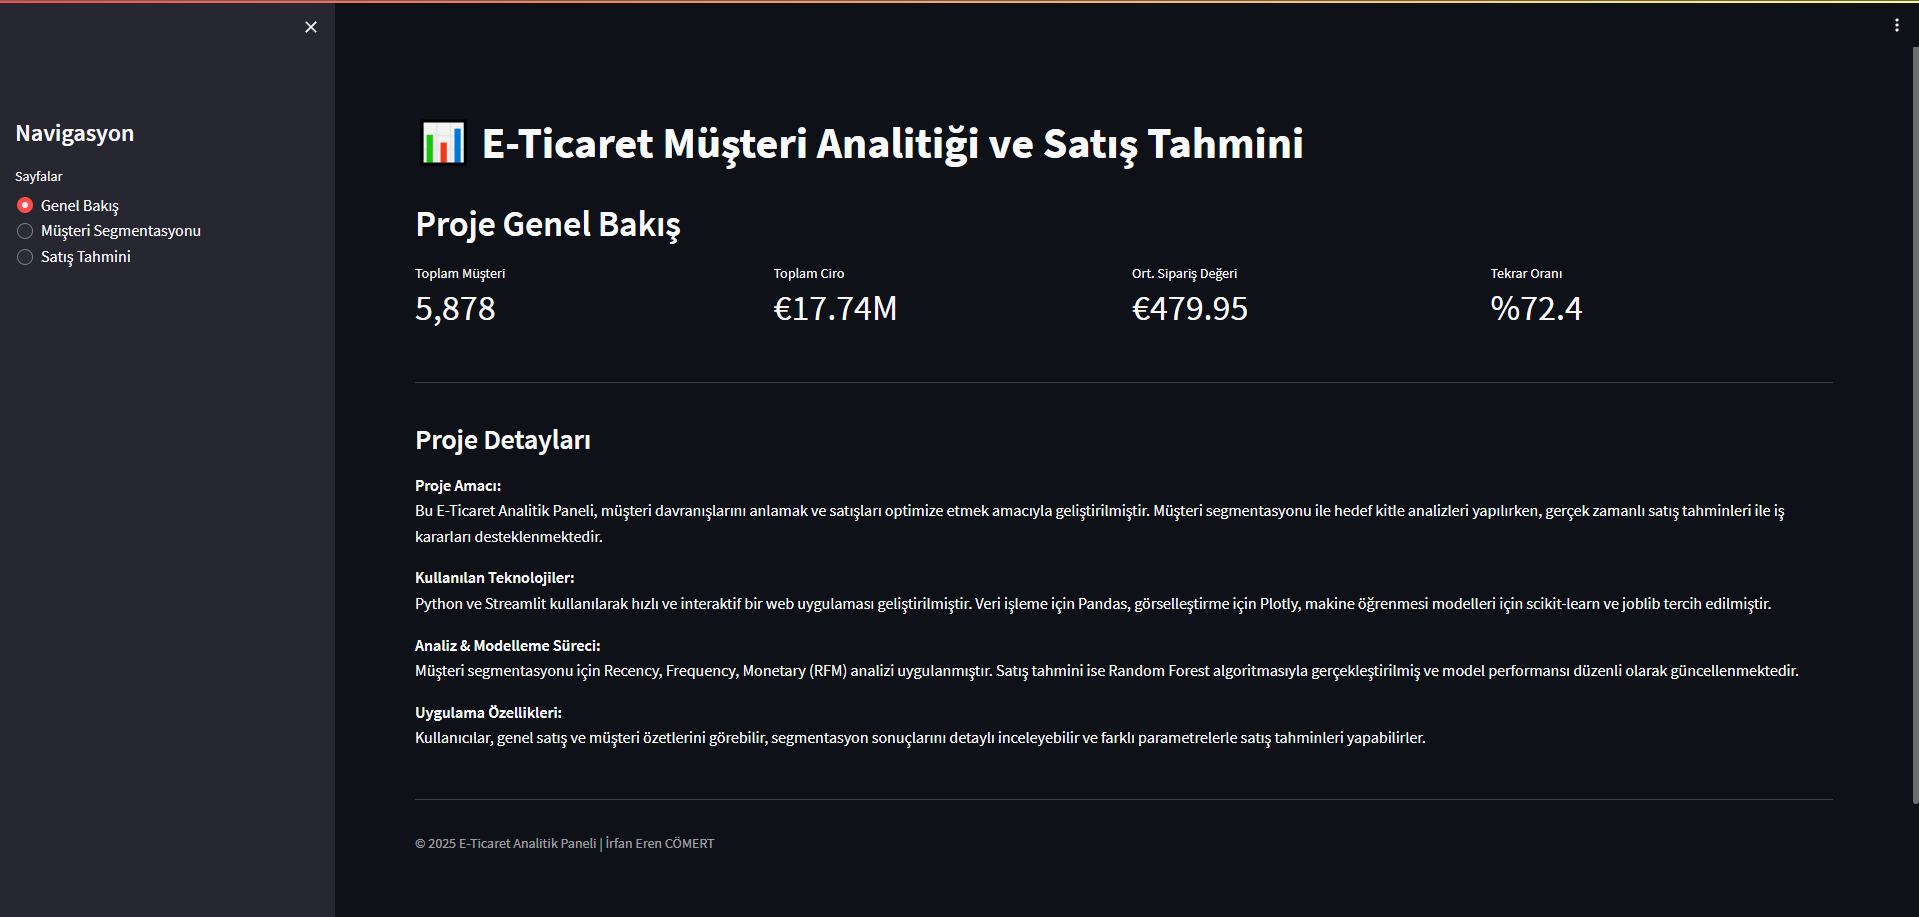 Navigasyon
Sayfalar
Genel Bakış
Müşteri Segmentasyonu
Satış Tahmini
E-Ticaret Müşteri Analitiği ve Satış Tahmini
Proje Genel Bakış
Toplam Müşteri
5,878
Toplam Ciro
€17.74M
Ort. Sipariş Değeri
€479.95
Tekrar Oranı
%72.4
Proje Detayları
Proje Amacı:
Bu E-Ticaret Analitik Paneli, müşteri davranışlarını anlamak ve satışları optimize etmek amacıyla geliştirilmiştir. Müşteri segmentasyonu ile hedef kitle analizleri yapılırken, gerçek zamanlı satış tahminleri ile iş
kararları desteklenmektedir.
Kullanılan Teknolojiler:
Python ve Streamlit kullanılarak hızlı ve interaktif bir web uygulaması geliştirilmiştir. Veri işleme için Pandas, görselleştirme için Plotly, makine öğrenmesi modelleri için scikit-learn ve joblib tercih edilmiştir.
Analiz & Modelleme Süreci:
Müşteri segmentasyonu için Recency, Frequency, Monetary (RFM) analizi uygulanmıştır. Satış tahmini ise Random Forest algoritmasıyla gerçekleştirilmiş ve model performansı düzenli olarak güncellenmektedir.
Uygulama Özellikleri:
Kullanıcılar, genel satış ve müşteri özetlerini görebilir, segmentasyon sonuçlarını detaylı inceleyebilir ve farklı parametrelerle satış tahminleri yapabilirler.
© 2025 E-Ticaret Analitik Paneli | İrfan Eren CÖMERT